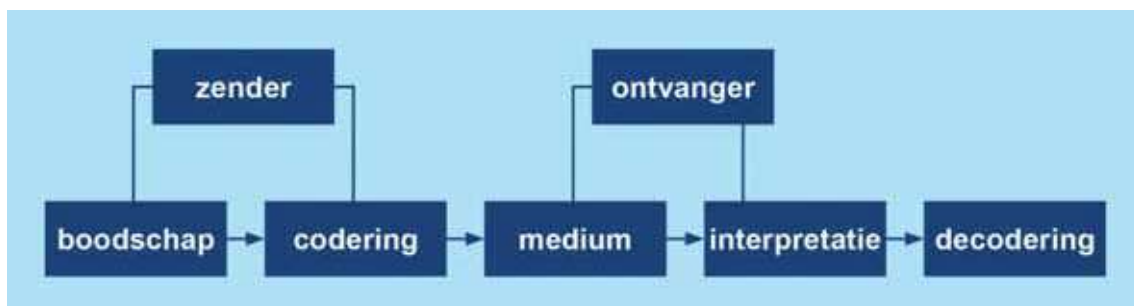 zender
ontvanger
boodschap
codering
medium
interpretatie
decodering